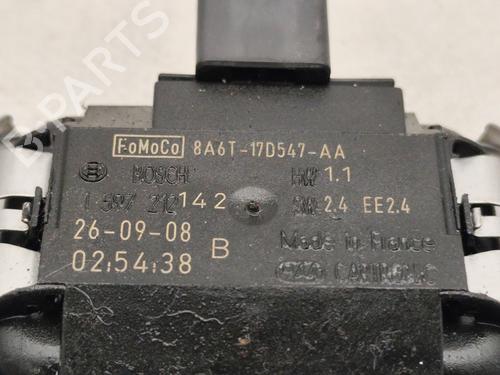 FoMoCo 8A6T-17D547-AA
BOSCH HW 1.1
1 397 212 142 SW 2.4 EE2.4
26-09-08 B
02:54:38
Made in France